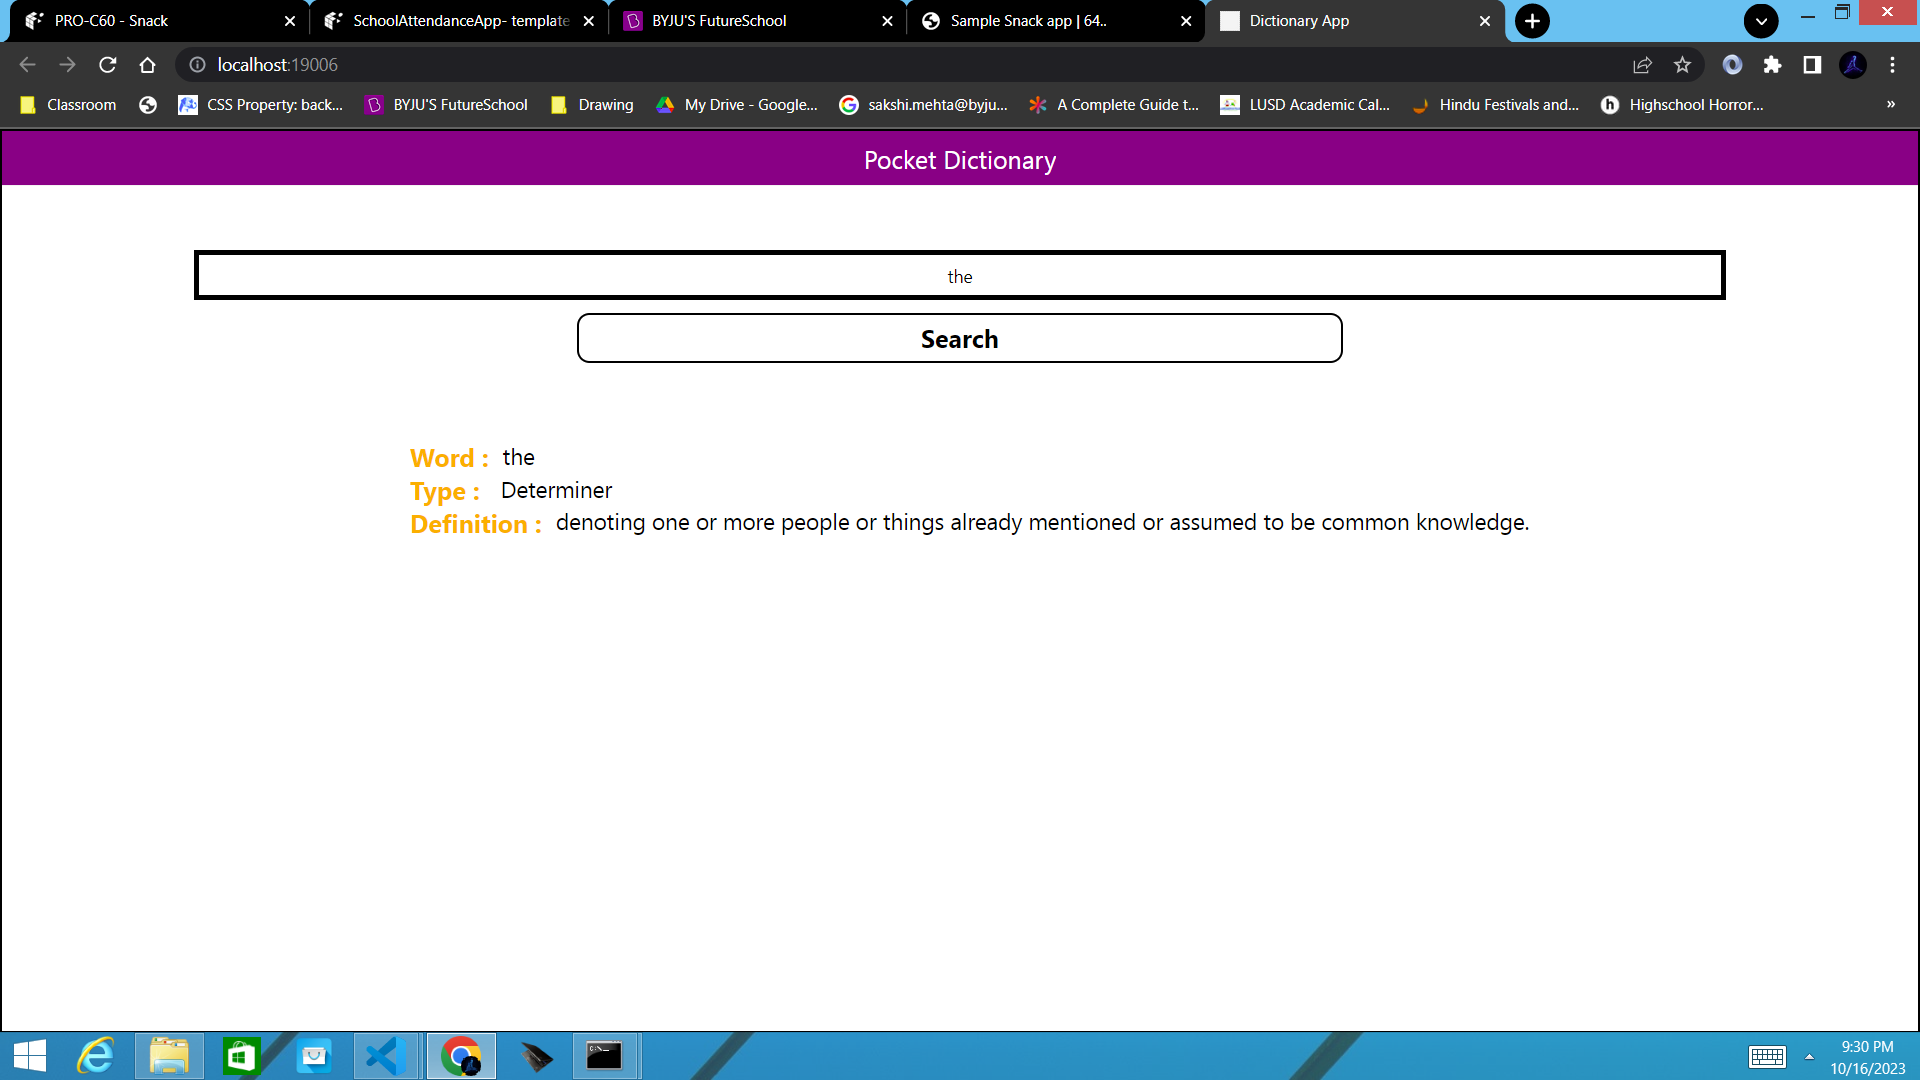 PRO-C60 - Snack
SchoolAttendanceApp- template
BYJU'S FutureSchool
Sample Snack app | 64..
Dictionary App
localhost:19006
Classroom
CSS Property: back...
BYJU'S FutureSchool
Drawing
My Drive - Google...
sakshi.mehta@byju...
A Complete Guide t...
LUSD Academic Cal...
Hindu Festivals and...
Highschool Horror...
»
Pocket Dictionary
the
Search
Word : the
Type : Determiner
Definition : denoting one or more people or things already mentioned or assumed to be common knowledge.
9:30 PM
10/16/2023